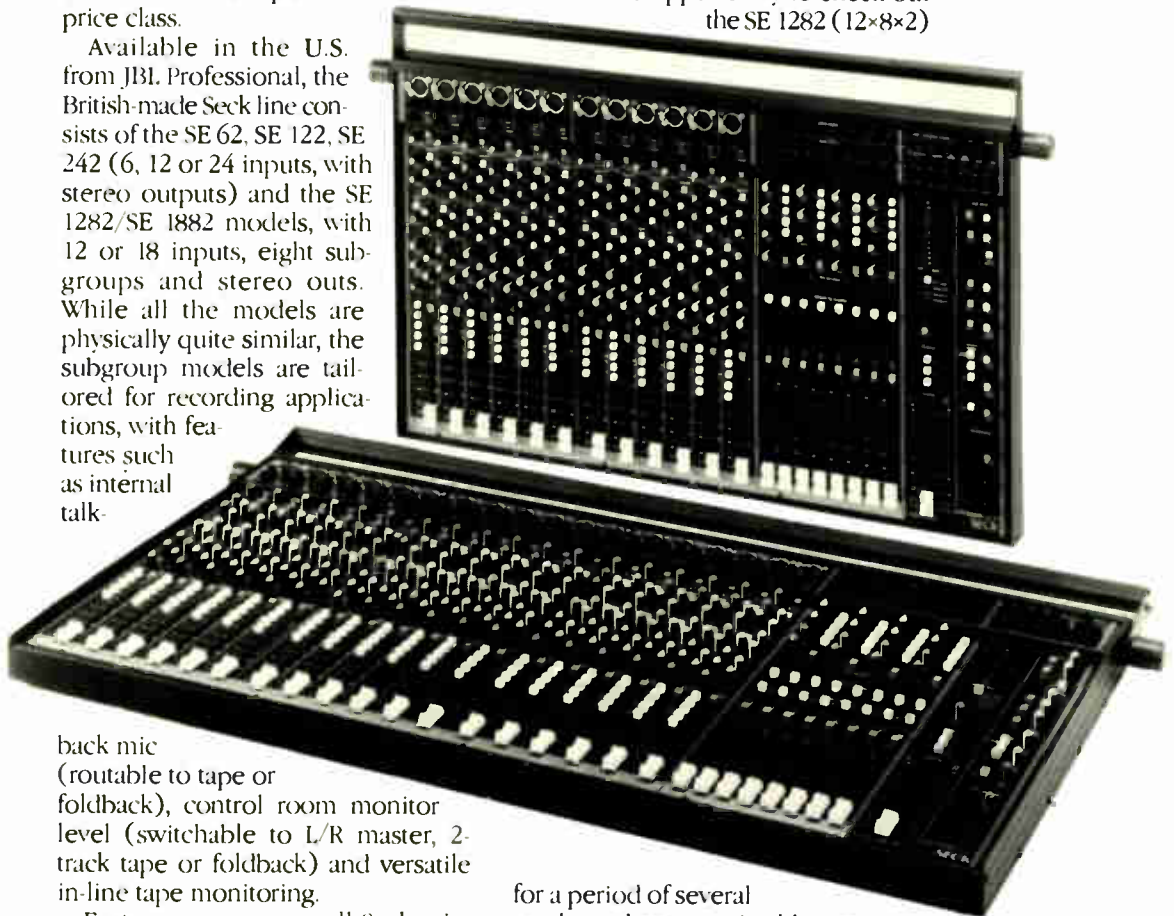 price class.
Available in the U.S.
from JBL Professional, the
British-made Seck line con-
sists of the SE 62, SE 122, SE
242 (6, 12 or 24 inputs, with
stereo outputs) and the SE
1282/SE 1882 models, with
12 or 18 inputs, eight sub-
groups and stereo outs.
While all the models are
physically quite similar, the
subgroup models are tail-
ored for recording applica-
tions, with fea-
tures such
as internal
talk-
back mic
(routable to tape or
foldback), control room monitor
level (switchable to L/R master, 2-
track tape or foldback) and versatile
in-line tape monitoring.
the SE 1282 (12×8×2)
SECK
SECK
for a period of several